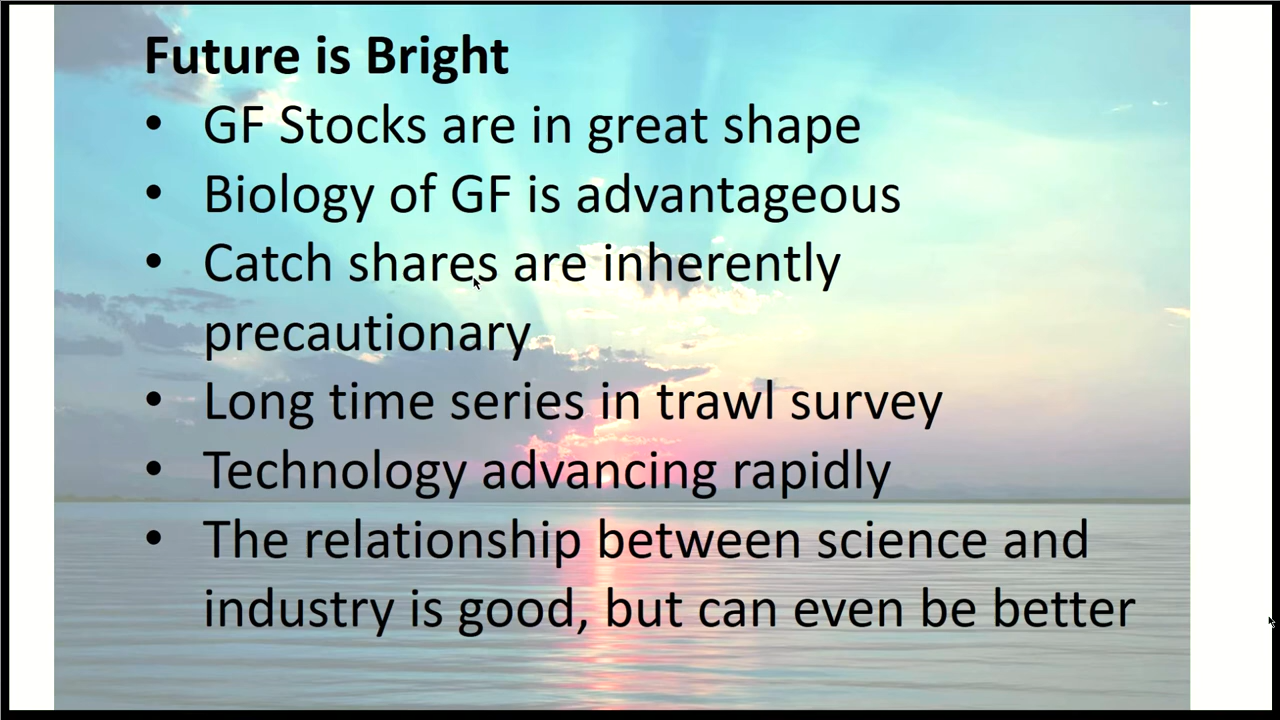 Future is Bright
• GF Stocks are in great shape
• Biology of GF is advantageous
• Catch shares are inherently
precautionary
• Long time series in trawl survey
• Technology advancing rapidly
• The relationship between science and
industry is good, but can even be better